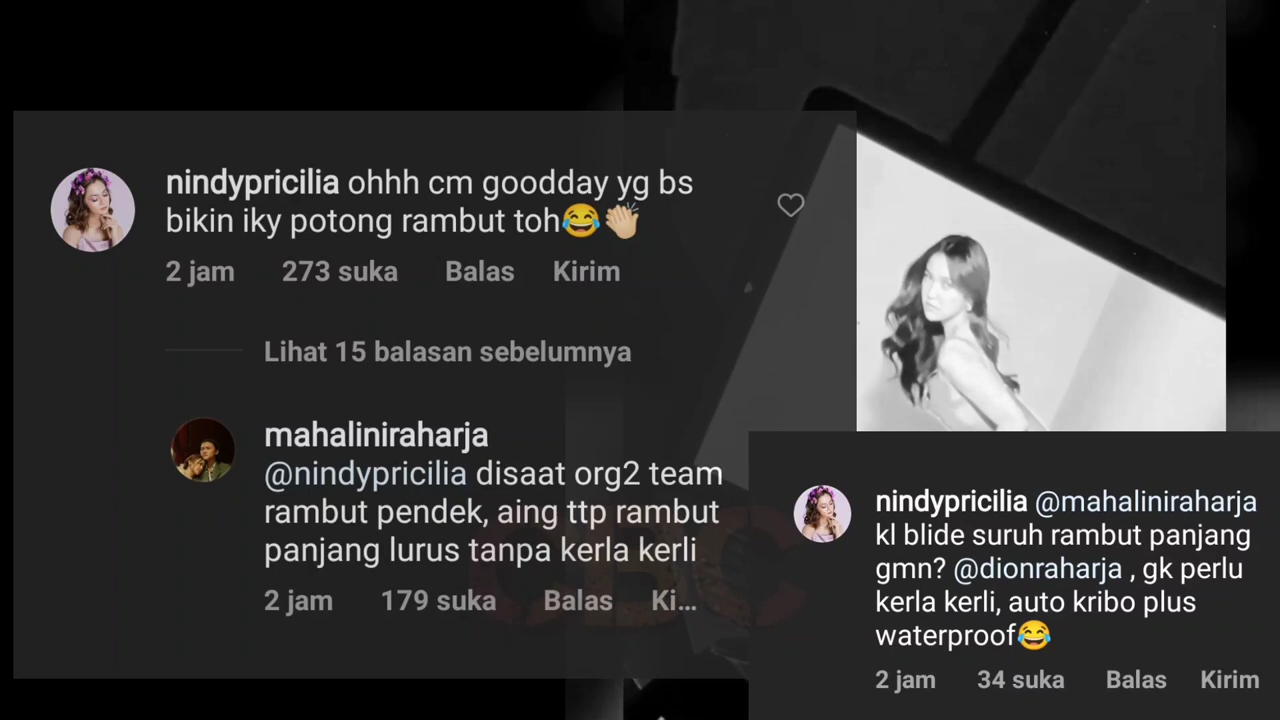 nindypricilia ohhh cm goodday yg bs
bikin iky potong rambut toh😂👏🏼
2 jam 273 suka Balas Kirim
Lihat 15 balasan sebelumnya
mahaliniraharja
@nindypricilia disaat org2 team
rambut pendek, aing ttp rambut
panjang lurus tanpa kerla kerli
2 jam 179 suka Balas Ki...
nindypricilia @mahaliniraharja
kl blide suruh rambut panjang
gmn? @dionraharja , gk perlu
kerla kerli, auto kribo plus
waterproof😂
2 jam 34 suka Balas Kirim